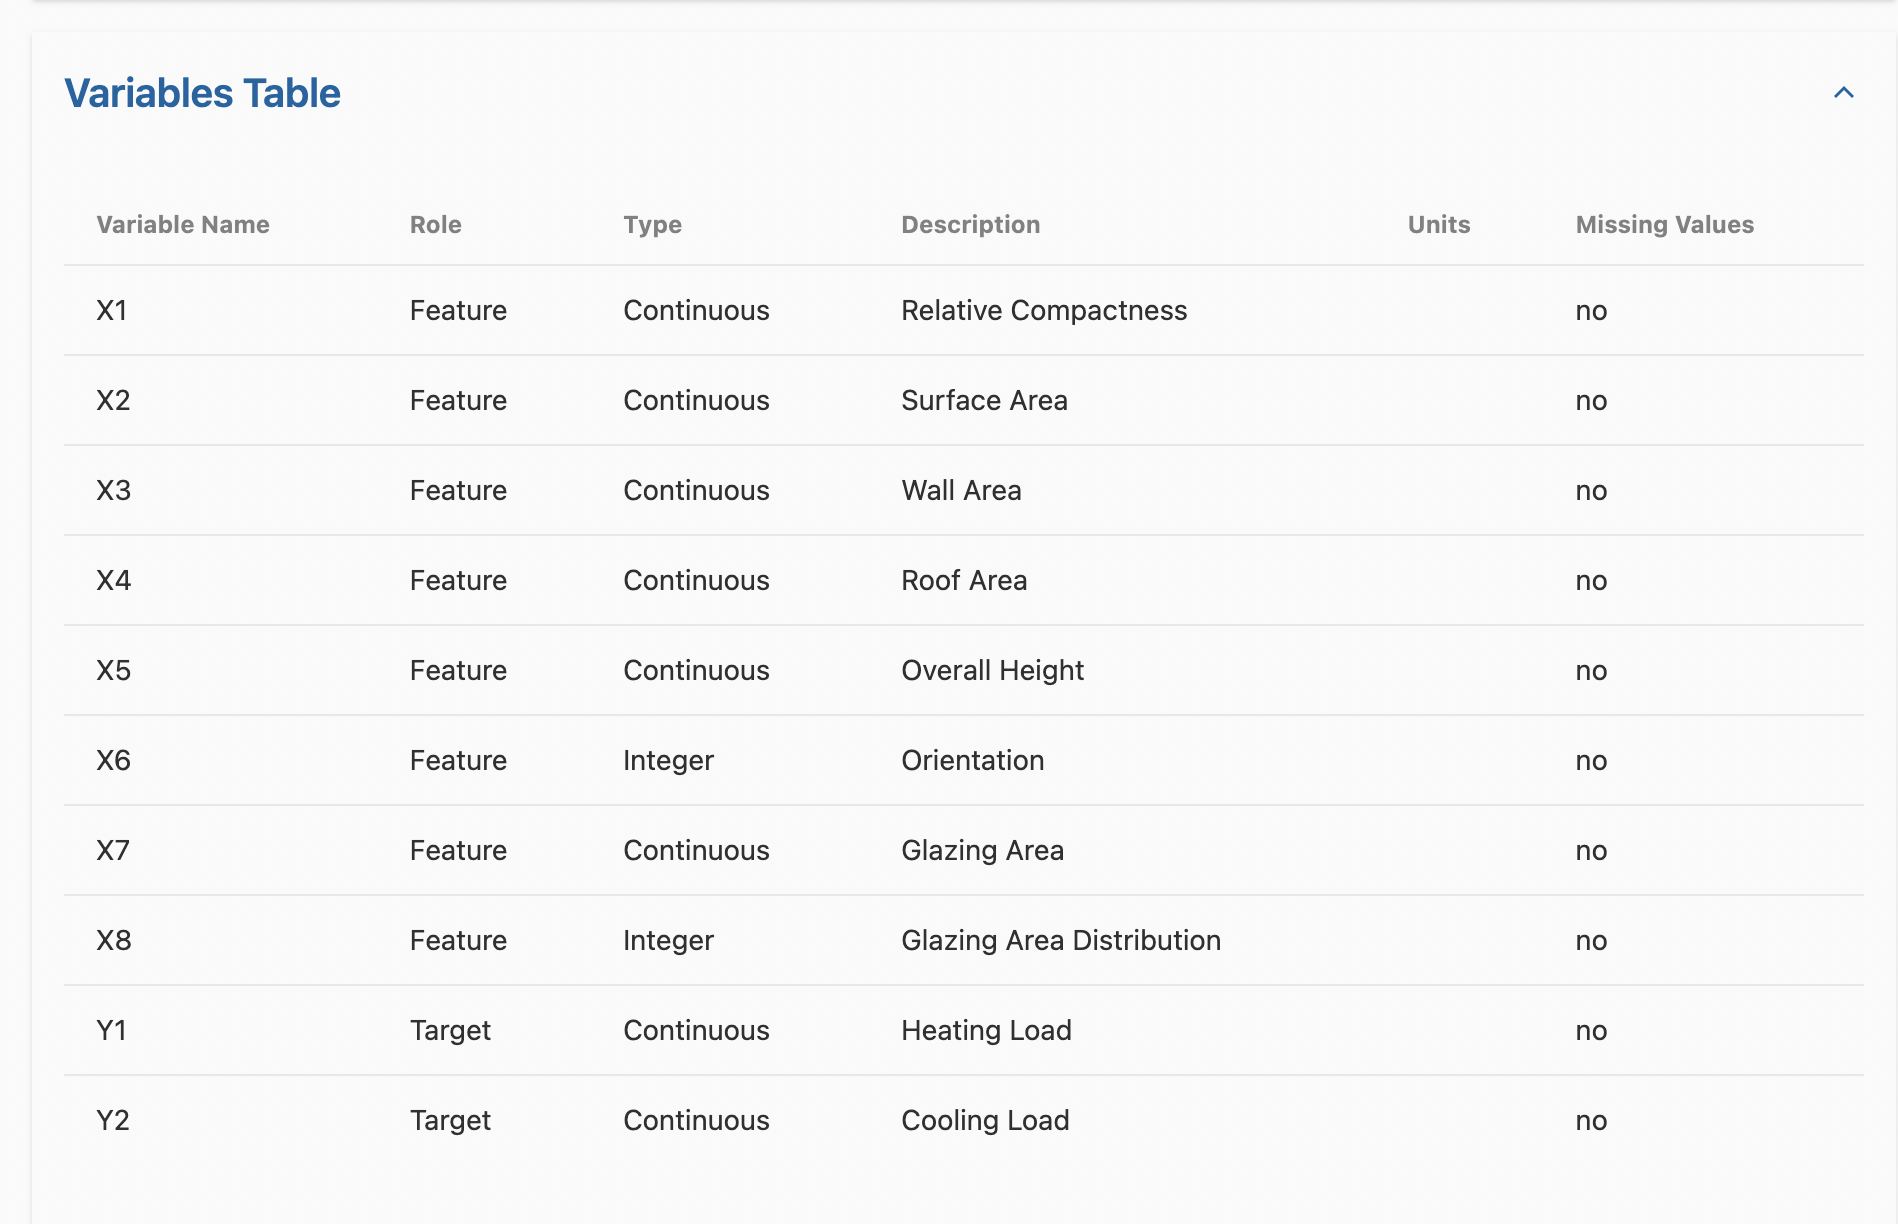 Variables Table
Variable Name Role Type Description Units Missing Values
X1 Feature Continuous Relative Compactness no
X2 Feature Continuous Surface Area no
X3 Feature Continuous Wall Area no
X4 Feature Continuous Roof Area no
X5 Feature Continuous Overall Height no
X6 Feature Integer Orientation no
X7 Feature Continuous Glazing Area no
X8 Feature Integer Glazing Area Distribution no
Y1 Target Continuous Heating Load no
Y2 Target Continuous Cooling Load no